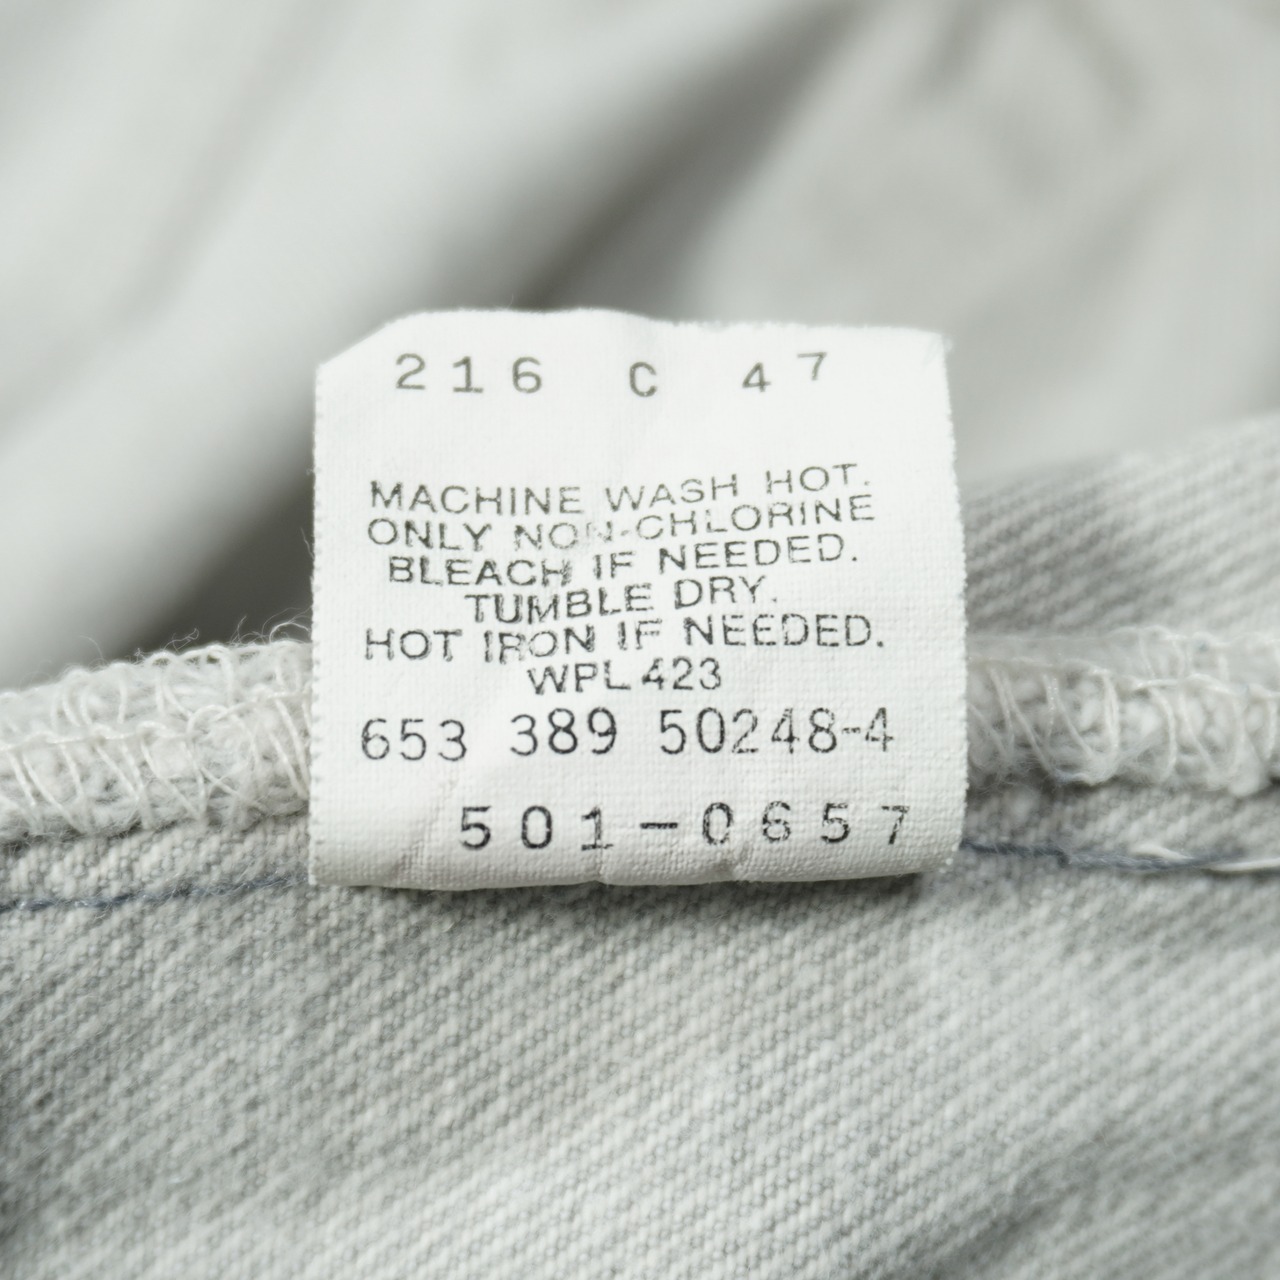 216 C 47
MACHINE WASH HOT.
ONLY NON-CHLORINE
BLEACH IF NEEDED.
TUMBLE DRY.
HOT IRON IF NEEDED.
WPL 423
653 389 50248-4
501-0657